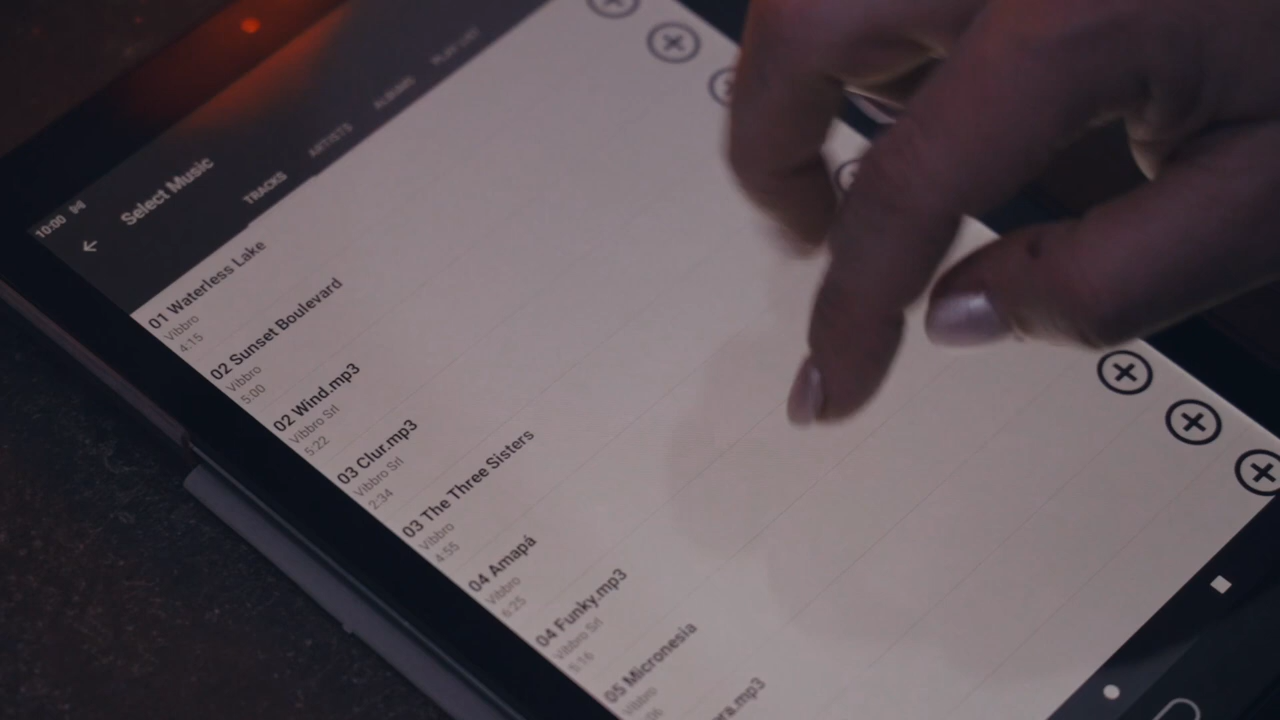 10:00
Select Music
TRACKS
ARTISTS
ALBUMS
PLAYLIST
01 Waterless Lake
Vibbro
4:15
02 Sunset Boulevard
Vibbro
5:00
02 Wind.mp3
Vibbro Srl
5:22
03 Clur.mp3
Vibbro Srl
2:34
03 The Three Sisters
Vibbro
4:55
04 Amapá
Vibbro
6:25
04 Funky.mp3
Vibbro Srl
5:16
05 Micronesia
Vibbro